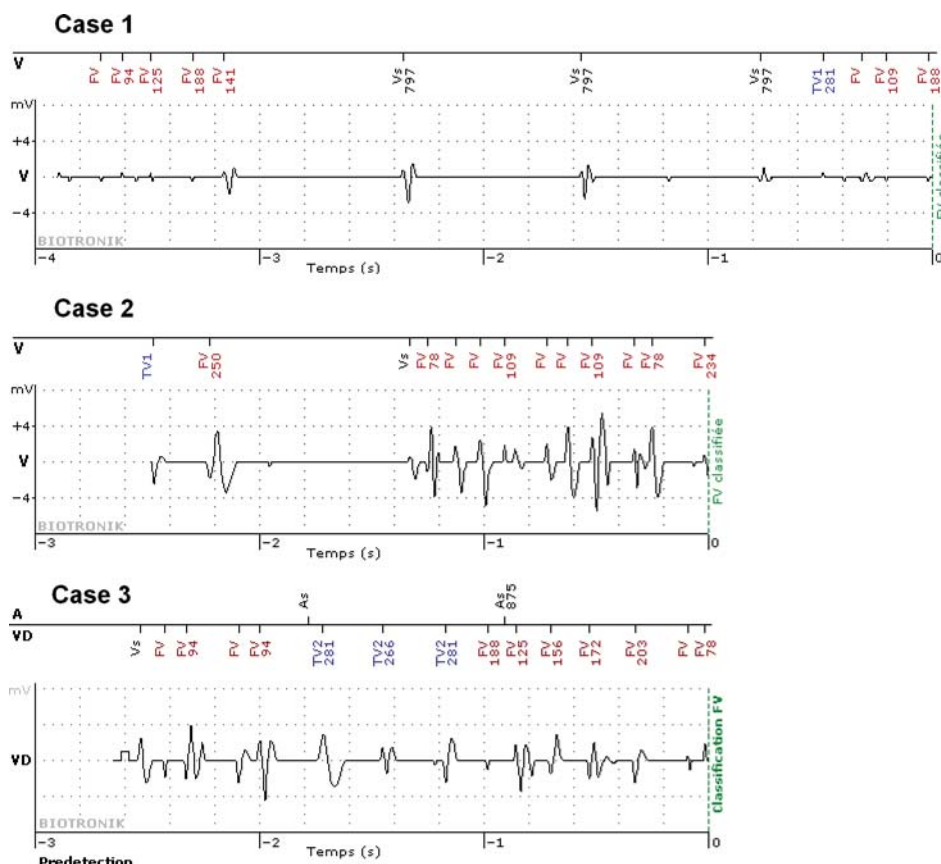 Case 1
V
FV
FV 94
FV 125
FV 188
FV 141
Vs 797
Vs 797
Vs 797
TV1 281
FV
FV 109
FV 188
mV
+4
V
-4
BIOTRONIK
-4 -3 -2 -1 0
Temps (s)
Case 2
V
TV1
FV 250
Vs
FV 78
FV
FV
FV 109
FV
FV
FV 109
FV
FV 78
FV 234
mV
+4
V
-4
FV classifiée
BIOTRONIK
-3 -2 -1 0
Temps (s)
Case 3
A
As
As 875
VD
Vs
FV
FV 94
FV
FV 94
TV2 281
TV2 266
TV2 281
FV 188
FV 125
FV 156
FV 172
FV 203
FV
FV 78
mV
VD
Classification FV
BIOTRONIK
-3 -2 -1 0
Temps (s)
Predetection